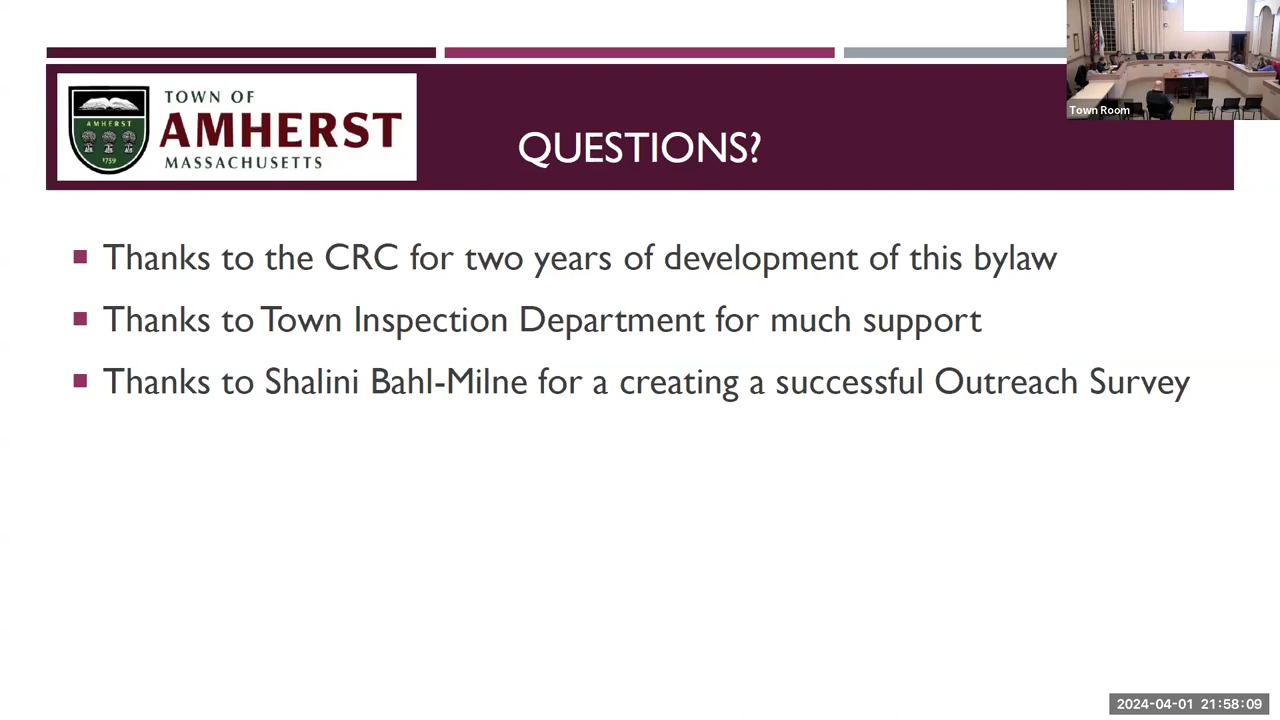 Town Room
AMHERST
1759
TOWN OF
AMHERST
MASSACHUSETTS
QUESTIONS?
Thanks to the CRC for two years of development of this bylaw
Thanks to Town Inspection Department for much support
Thanks to Shalini Bahl-Milne for a creating a successful Outreach Survey
2024-04-01 21:58:09